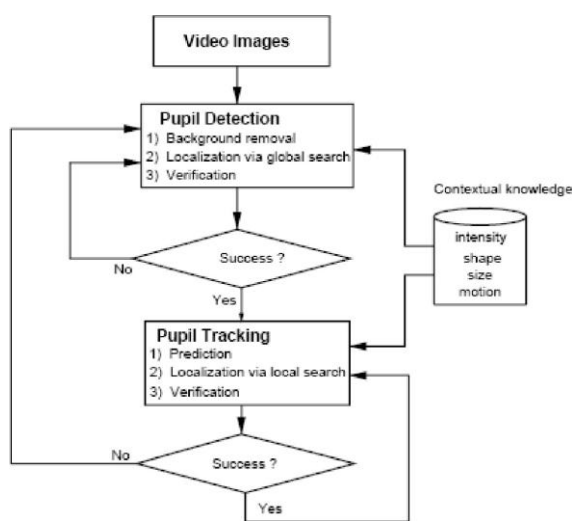 Video Images
Pupil Detection
1) Background removal
2) Localization via global search
3) Verification
Contextual knowledge
intensity
shape
size
motion
Success ?
No
Yes
Pupil Tracking
1) Prediction
2) Localization via local search
3) Verification
No
Success ?
Yes